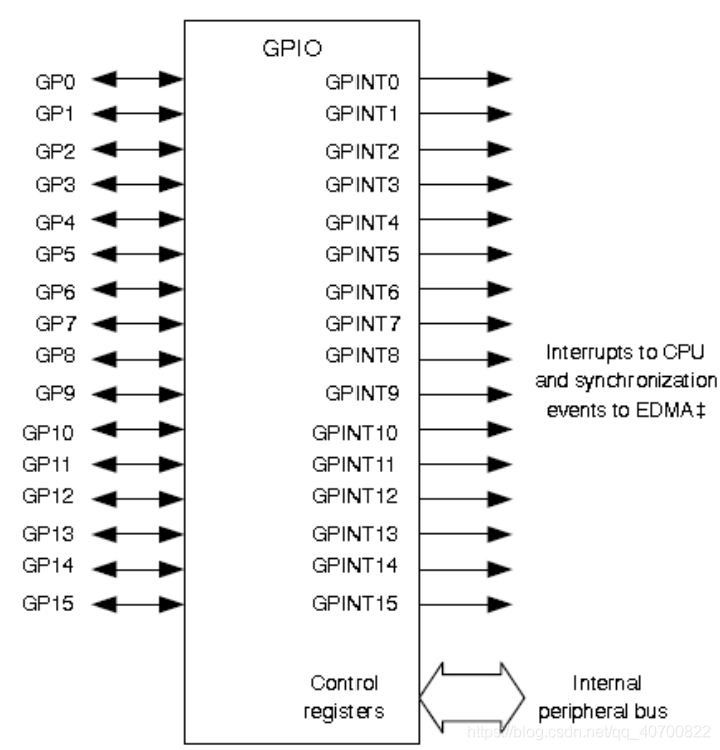 GPIO
GP0 GPINT0
GP1 GPINT1
GP2 GPINT2
GP3 GPINT3
GP4 GPINT4
GP5 GPINT5
GP6 GPINT6
GP7 GPINT7
GP8 GPINT8
GP9 GPINT9
GP10 GPINT10
GP11 GPINT11
GP12 GPINT12
GP13 GPINT13
GP14 GPINT14
GP15 GPINT15
Interrupts to CPU
and synchronization
events to EDMA‡
Control
registers
Internal
peripheral bus
https://blog.csdn.net/qq_40700822